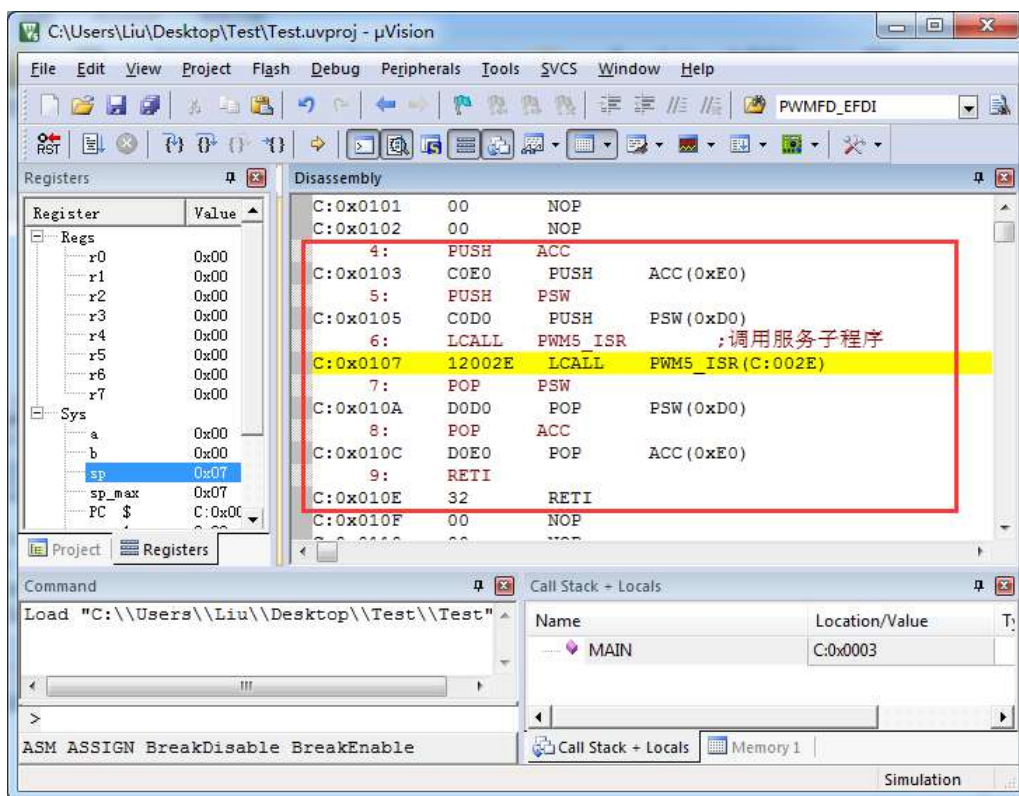 C:\Users\Liu\Desktop\Test\Test.uvproj - µVision
File Edit View Project Flash Debug Peripherals Tools SVCS Window Help
PWMFD_EFDI
RST
Registers
Register Value
Regs
r0 0x00
r1 0x00
r2 0x00
r3 0x00
r4 0x00
r5 0x00
r6 0x00
r7 0x00
Sys
a 0x00
b 0x00
sp 0x07
sp_max 0x07
PC $ C:0x00
Project Registers
Disassembly
C:0x0101 00 NOP
C:0x0102 00 NOP
4: PUSH ACC
C:0x0103 C0E0 PUSH ACC(0xE0)
5: PUSH PSW
C:0x0105 C0D0 PUSH PSW(0xD0)
6: LCALL PWM5_ISR ;调用服务子程序
C:0x0107 12002E LCALL PWM5_ISR(C:002E)
7: POP PSW
C:0x010A D0D0 POP PSW(0xD0)
8: POP ACC
C:0x010C D0E0 POP ACC(0xE0)
9: RETI
C:0x010E 32 RETI
C:0x010F 00 NOP
Command
Load "C:\\Users\\Liu\\Desktop\\Test\\Test"
>
ASM ASSIGN BreakDisable BreakEnable
Call Stack + Locals
Name Location/Value
MAIN C:0x0003
Call Stack + Locals Memory 1
Simulation